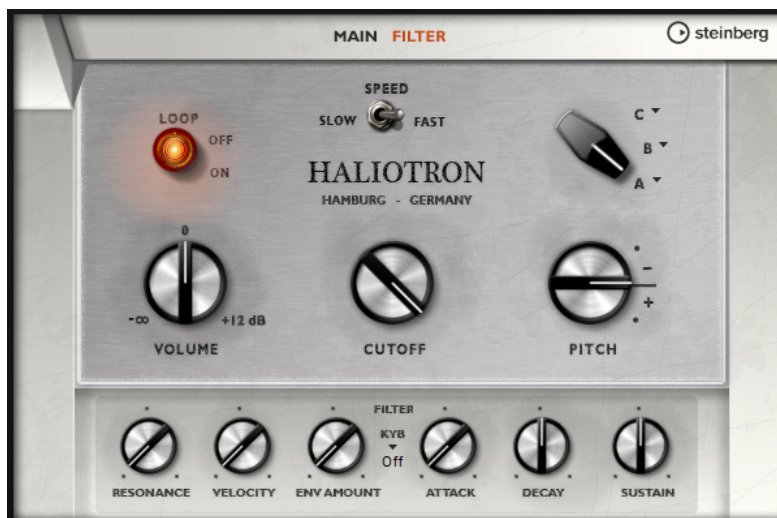 MAIN FILTER
steinberg
SPEED
SLOW FAST
LOOP
OFF
ON
C
B
A
HALIOTRON
HAMBURG - GERMANY
0
-∞ +12 dB
VOLUME
CUTOFF
-
+
PITCH
FILTER
KYB
Off
RESONANCE VELOCITY ENV AMOUNT ATTACK DECAY SUSTAIN